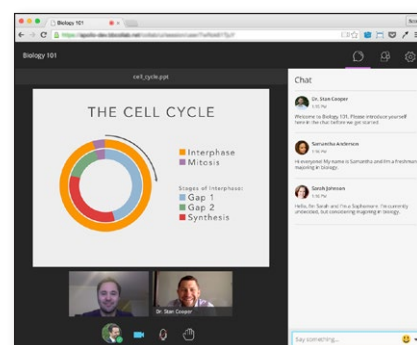 Biology 101
Biology 101
cell_cycle.ppt
THE CELL CYCLE
Interphase
Mitosis
Stages of Interphase:
Gap 1
Gap 2
Synthesis
Dr. Stan Cooper
Chat
Dr. Stan Cooper
Welcome to Biology 101. Please introduce yourself
here in the chat before we get started.
Samantha Anderson
Hi everyone! My name is Samantha and I'm a freshman
majoring in biology.
Sarah Johnson
Hello, I'm Sarah and I'm a Sophomore. I'm currently
undecided, but considering majoring in biology.
Say something...